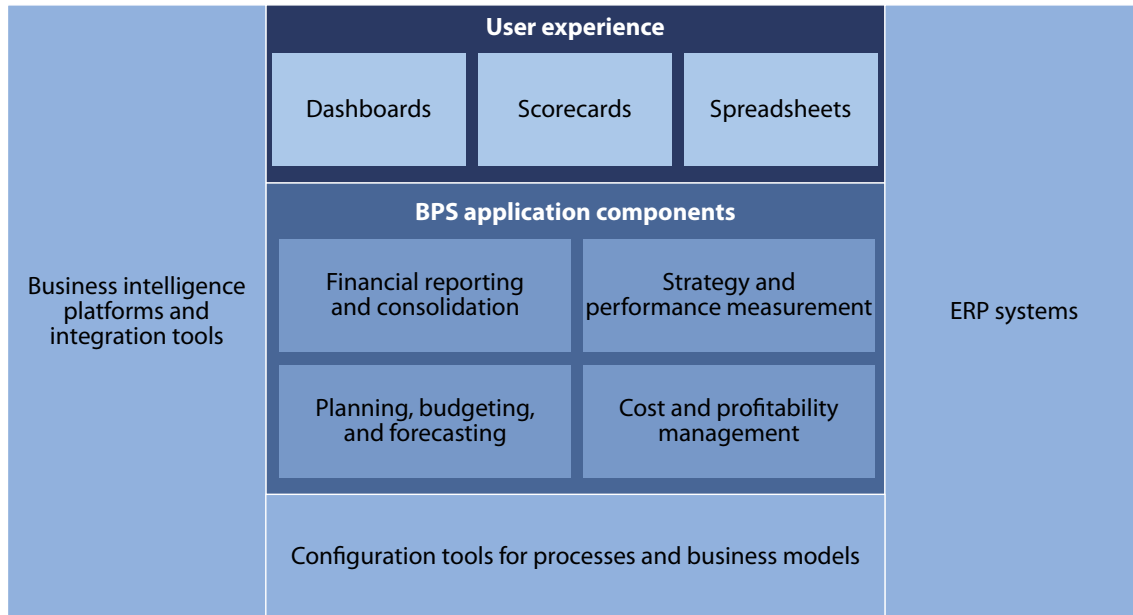 User experience
Dashboards
Scorecards
Spreadsheets
BPS application components
Financial reporting
and consolidation
Strategy and
performance measurement
Planning, budgeting,
and forecasting
Cost and profitability
management
Business intelligence
platforms and
integration tools
ERP systems
Configuration tools for processes and business models